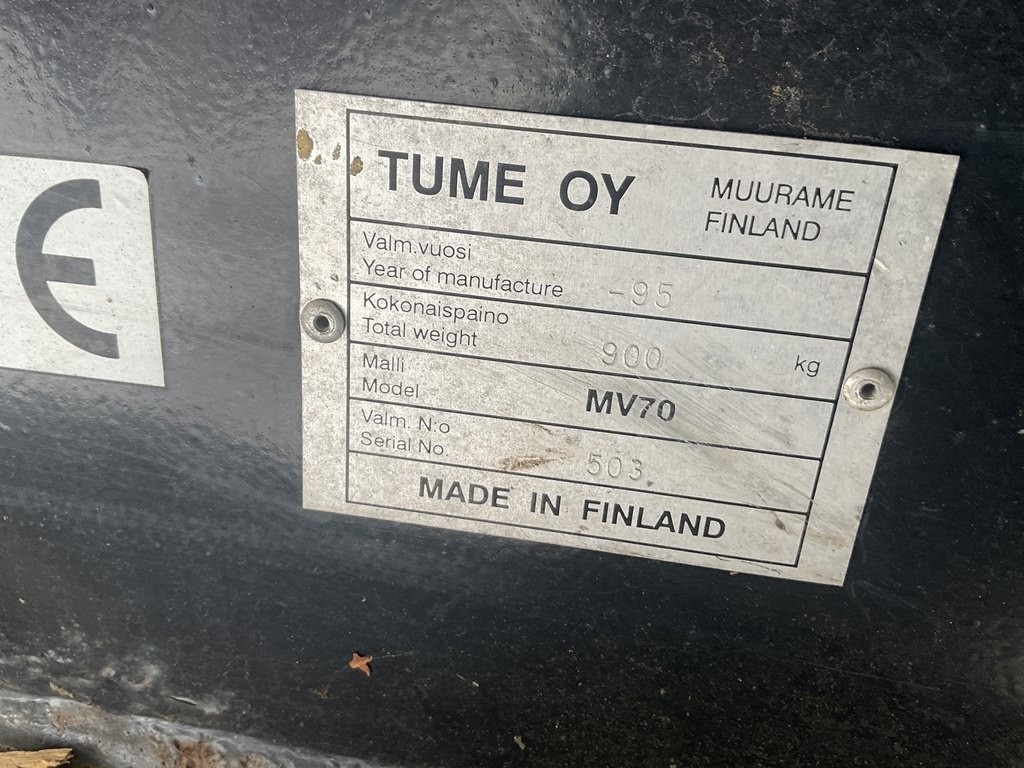 CE
TUME OY
MUURAME
FINLAND
Valm.vuosi
Year of manufacture -95
Kokonaispaino
Total weight 900 kg
Malli
Model MV70
Valm. N:o
Serial No. 503
MADE IN FINLAND